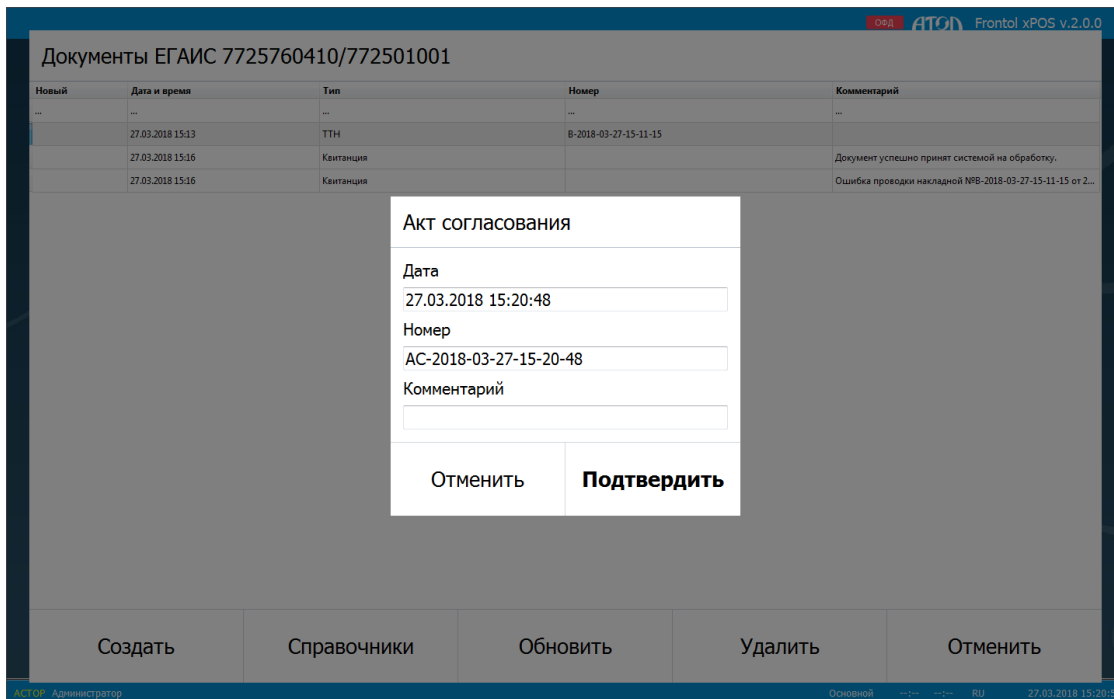 ОФД АТОЛ Frontol xPOS v.2.0.0
Документы ЕГАИС 7725760410/772501001
Новый Дата и время Тип Номер Комментарий
... ... ... ... ...
27.03.2018 15:13 ТТН В-2018-03-27-15-11-15
27.03.2018 15:16 Квитанция Документ успешно принят системой на обработку.
27.03.2018 15:16 Квитанция Ошибка проводки накладной №В-2018-03-27-15-11-15 от 2...
Акт согласования
Дата
27.03.2018 15:20:48
Номер
АС-2018-03-27-15-20-48
Комментарий
Отменить Подтвердить
Создать Справочники Обновить Удалить Отменить
АСТОР Администратор Основной --:-- --:-- RU 27.03.2018 15:20: